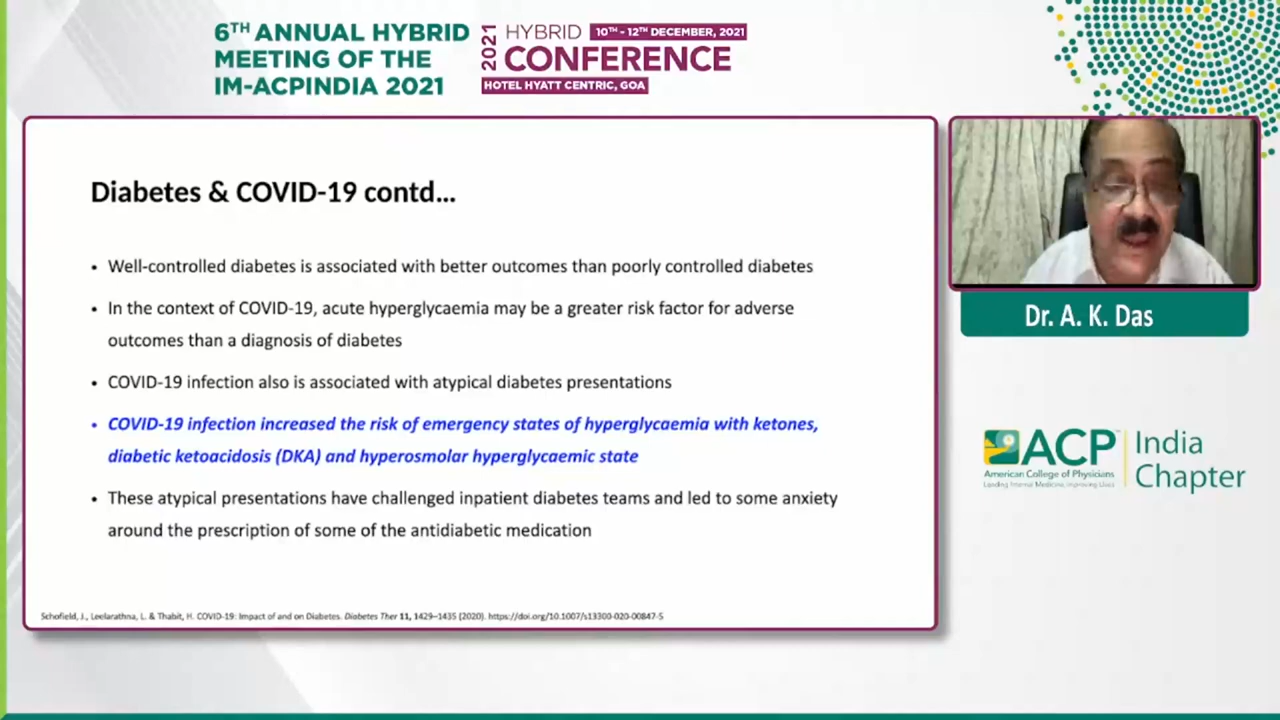 6TH ANNUAL HYBRID
MEETING OF THE
IM-ACPINDIA 2021
2021
HYBRID
10TH - 12TH DECEMBER, 2021
CONFERENCE
HOTEL HYATT CENTRIC, GOA
Diabetes & COVID-19 contd...
• Well-controlled diabetes is associated with better outcomes than poorly controlled diabetes
• In the context of COVID-19, acute hyperglycaemia may be a greater risk factor for adverse
outcomes than a diagnosis of diabetes
• COVID-19 infection also is associated with atypical diabetes presentations
• COVID-19 infection increased the risk of emergency states of hyperglycaemia with ketones,
diabetic ketoacidosis (DKA) and hyperosmolar hyperglycaemic state
• These atypical presentations have challenged inpatient diabetes teams and led to some anxiety
around the prescription of some of the antidiabetic medication
Schofield, J., Leelarathna, L. & Thabit, H. COVID-19: Impact of and on Diabetes. Diabetes Ther 11, 1429–1435 (2020). https://doi.org/10.1007/s13300-020-00847-5
Dr. A. K. Das
ACP
American College of Physicians
Leading Internal Medicine, Improving Lives
India
Chapter